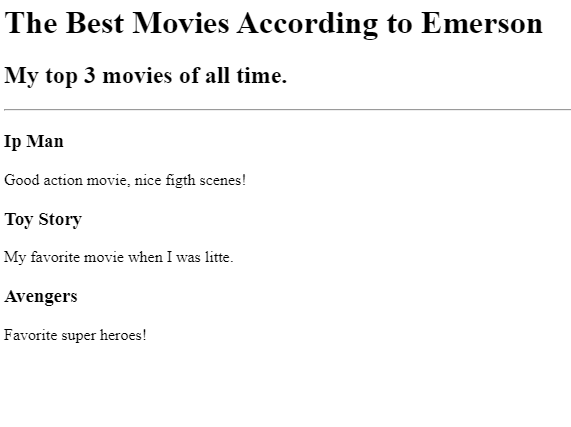 The Best Movies According to Emerson
My top 3 movies of all time.
Ip Man
Good action movie, nice figth scenes!
Toy Story
My favorite movie when I was litte.
Avengers
Favorite super heroes!